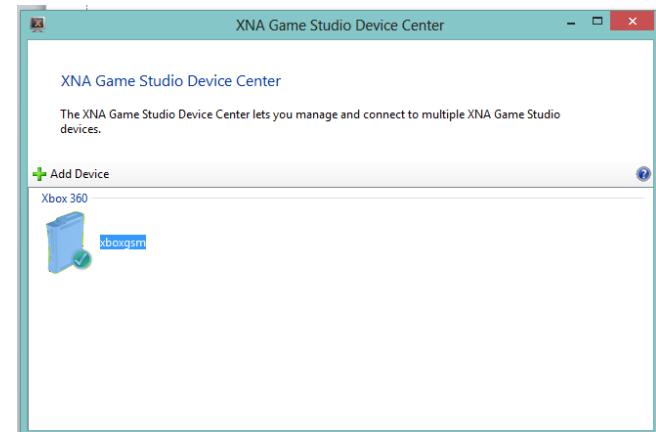 XNA Game Studio Device Center
XNA Game Studio Device Center
The XNA Game Studio Device Center lets you manage and connect to multiple XNA Game Studio
devices.
Add Device
Xbox 360
xboxgsm